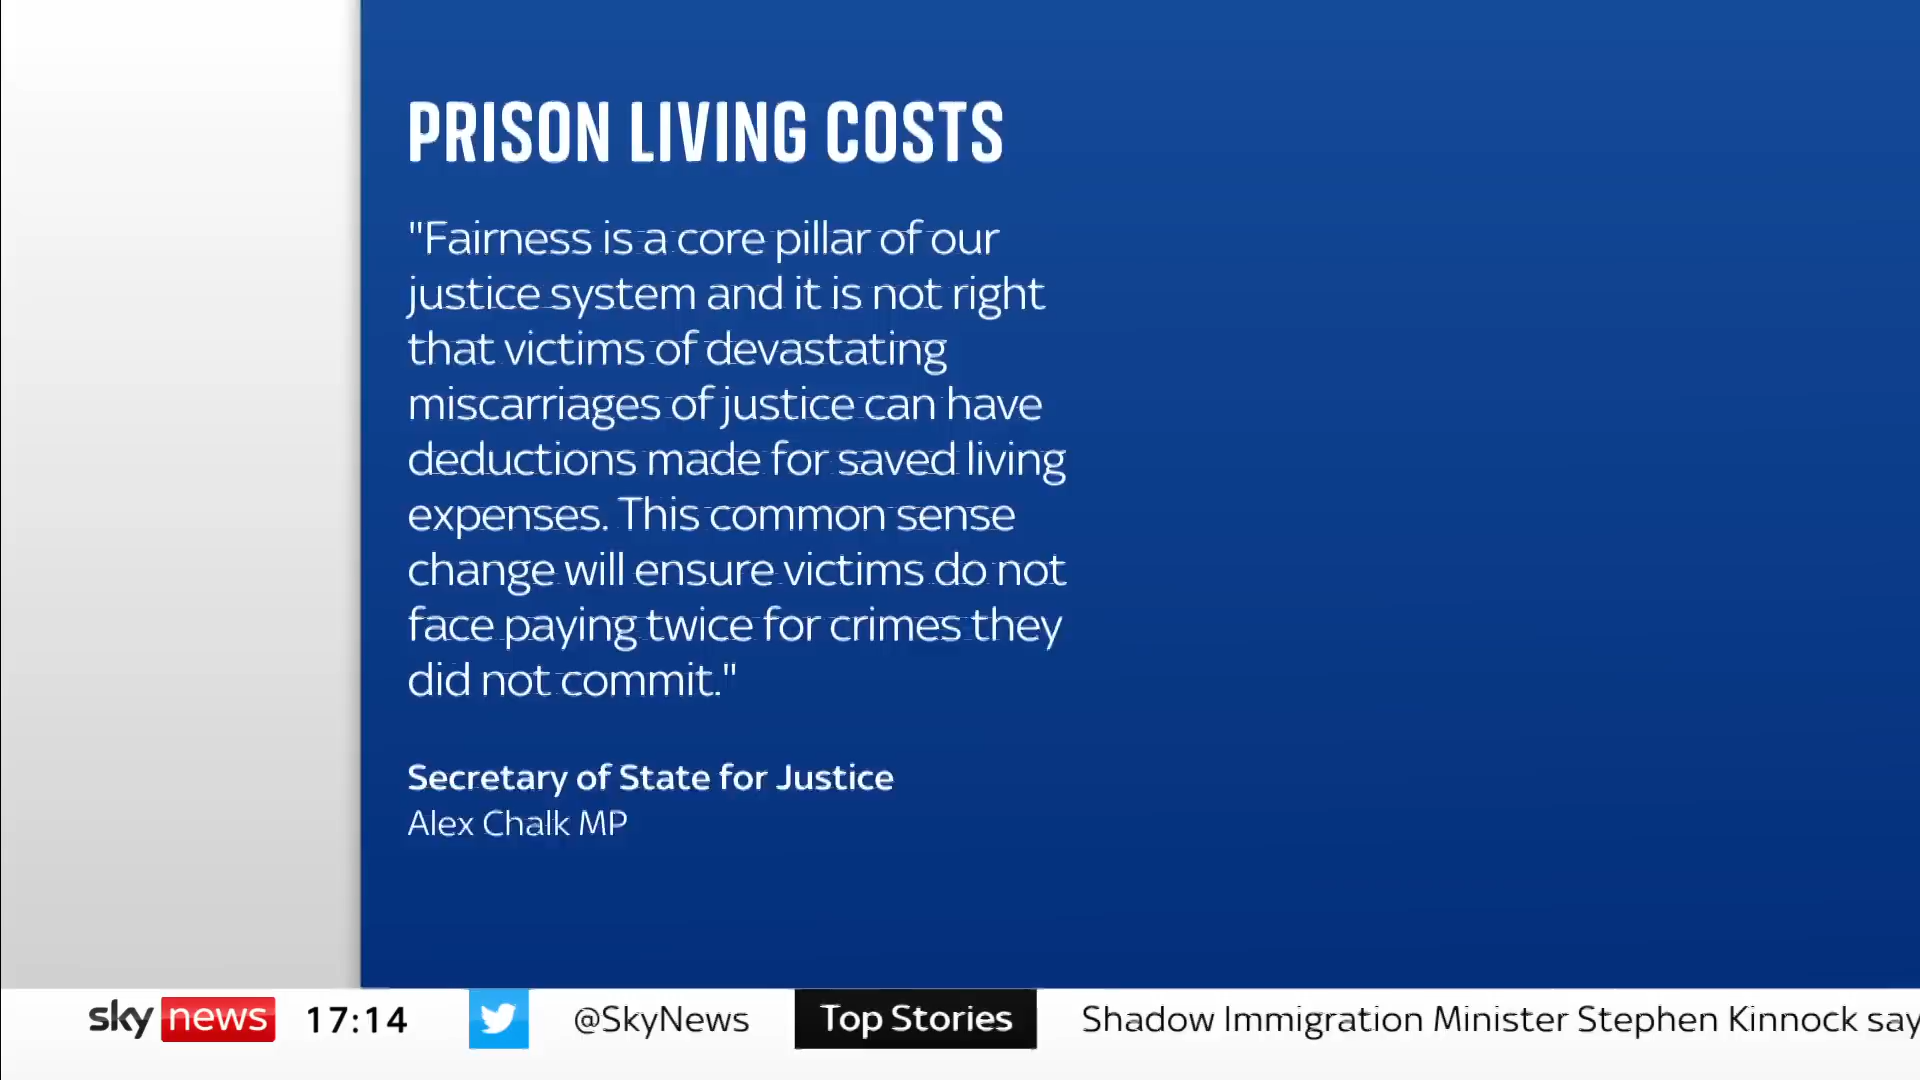 PRISON LIVING COSTS
"Fairness is a core pillar of our
justice system and it is not right
that victims of devastating
miscarriages of justice can have
deductions made for saved living
expenses. This common sense
change will ensure victims do not
face paying twice for crimes they
did not commit."
Secretary of State for Justice
Alex Chalk MP
sky news 17:14 @SkyNews Top Stories Shadow Immigration Minister Stephen Kinnock say